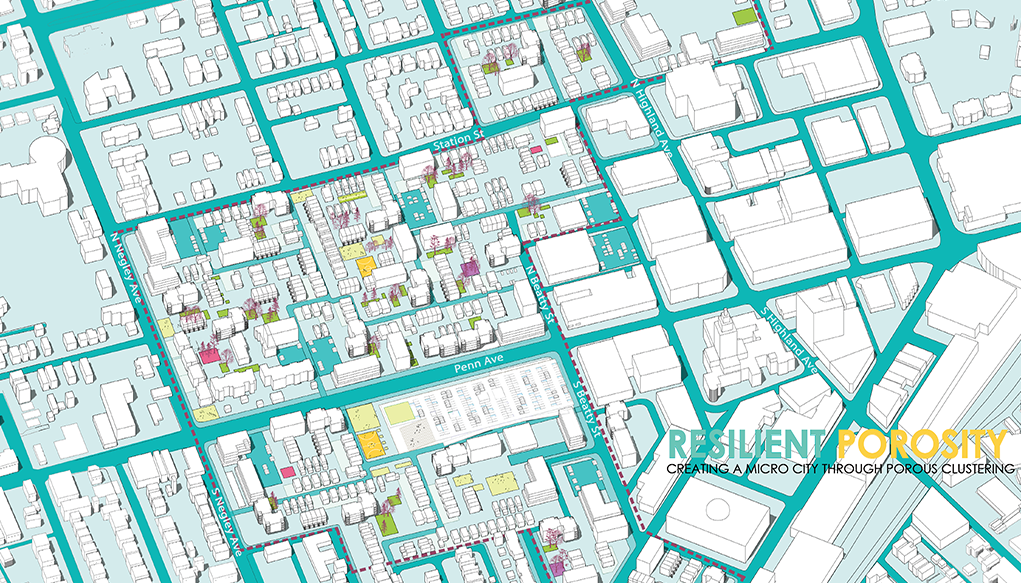 N Highland Ave
Station St
N Negley Ave
N Beatty St
S Highland Ave
Penn Ave
S Beatty St
RESILIENT POROSITY
CREATING A MICRO CITY THROUGH POROUS CLUSTERING
S Negley Ave